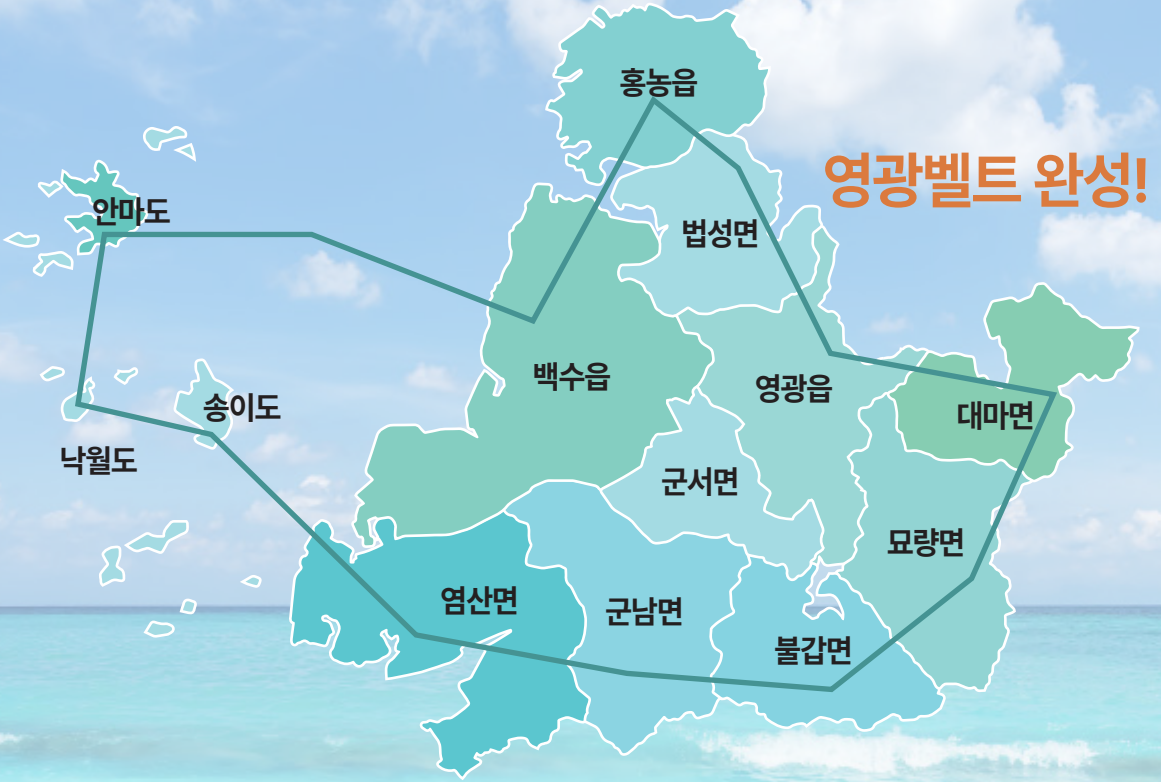 홍농읍
영광벨트 완성!
안마도
법성면
백수읍
영광읍
송이도
대마면
낙월도
군서면
묘량면
염산면
군남면
불갑면